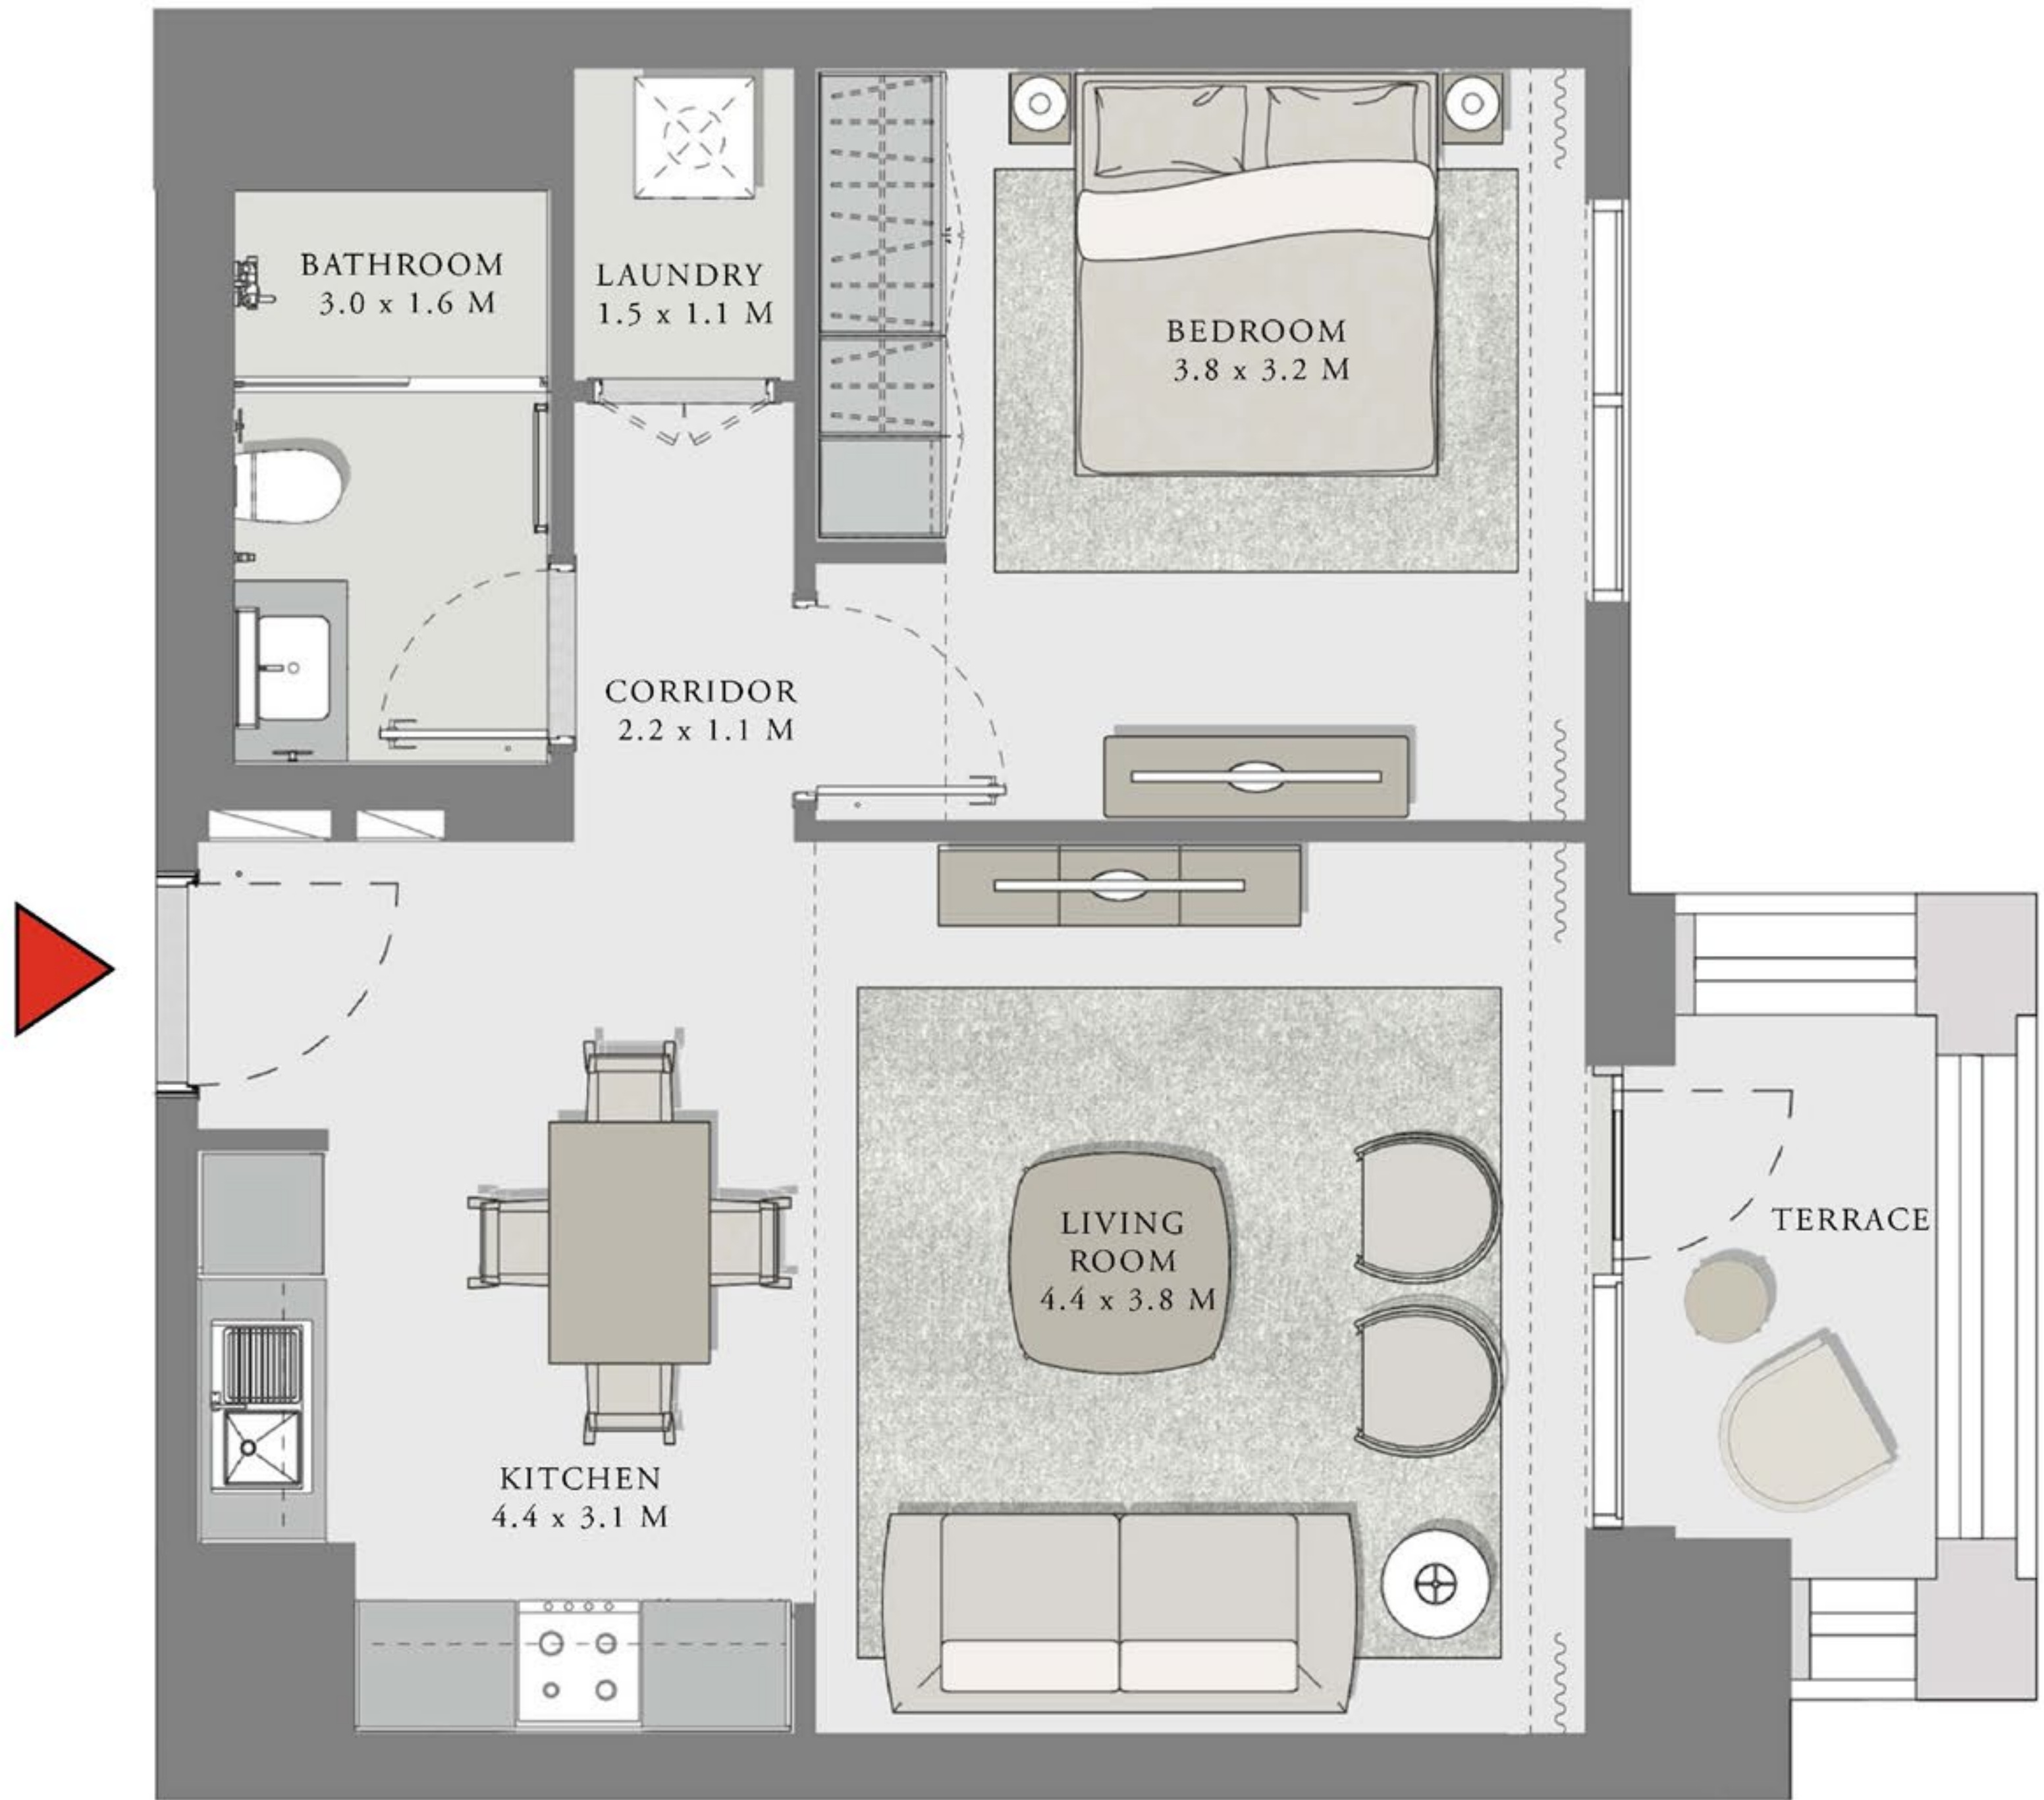 BATHROOM
3.0 x 1.6 M
LAUNDRY
1.5 x 1.1 M
BEDROOM
3.8 x 3.2 M
CORRIDOR
2.2 x 1.1 M
LIVING
ROOM
4.4 x 3.8 M
TERRACE
KITCHEN
4.4 x 3.1 M